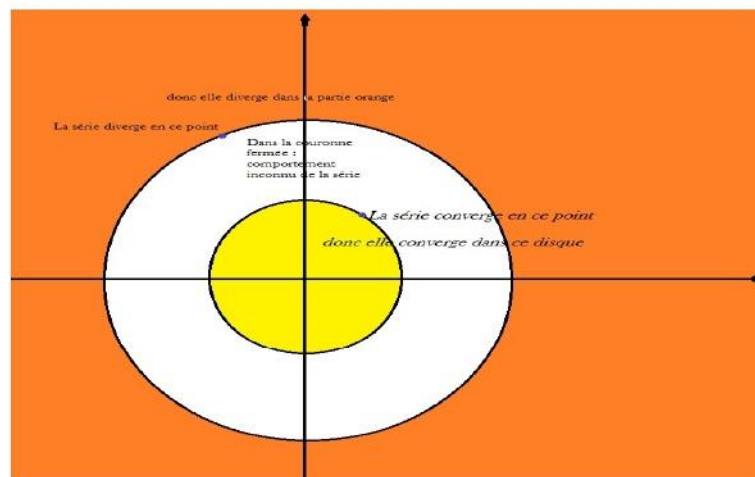 donc elle diverge dans la partie orange
La série diverge en ce point
Dans la couronne
fermée :
comportement
inconnu de la série
La série converge en ce point
donc elle converge dans ce disque